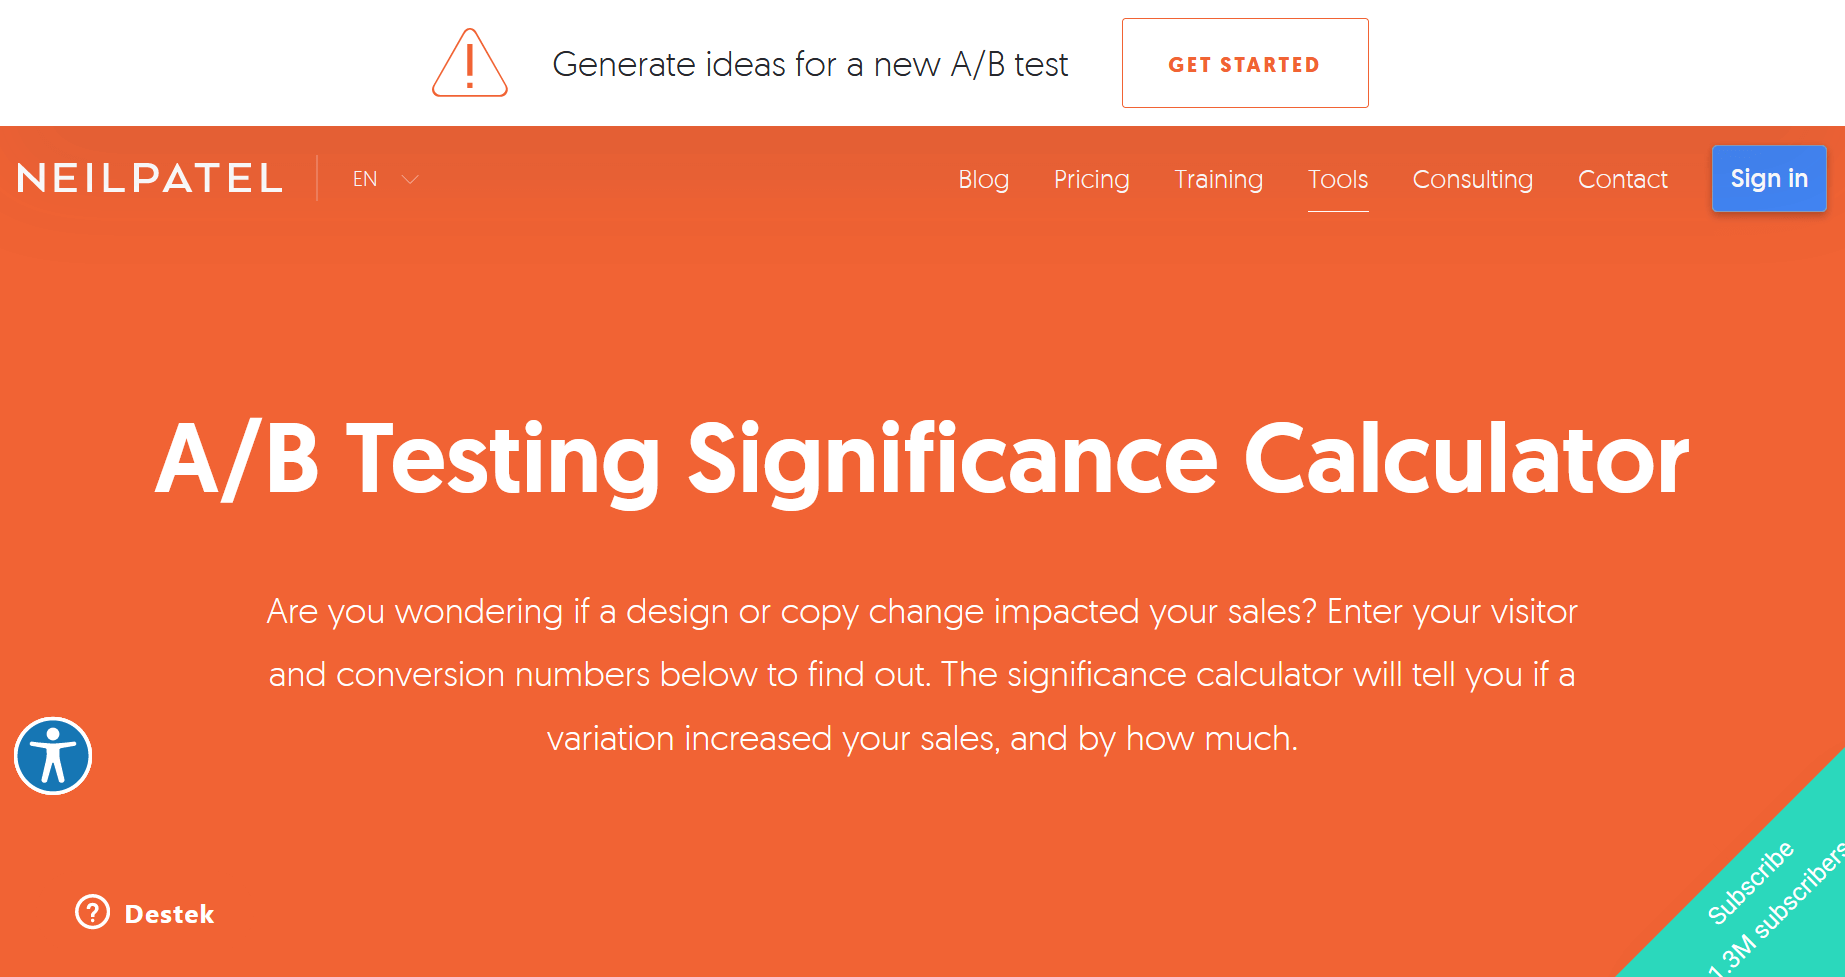 Generate ideas for a new A/B test
GET STARTED
NEILPATEL
EN
Blog
Pricing
Training
Tools
Consulting
Contact
Sign in
A/B Testing Significance Calculator
Are you wondering if a design or copy change impacted your sales? Enter your visitor
and conversion numbers below to find out. The significance calculator will tell you if a
variation increased your sales, and by how much.
Destek
Subscribe
1.3M subscribers